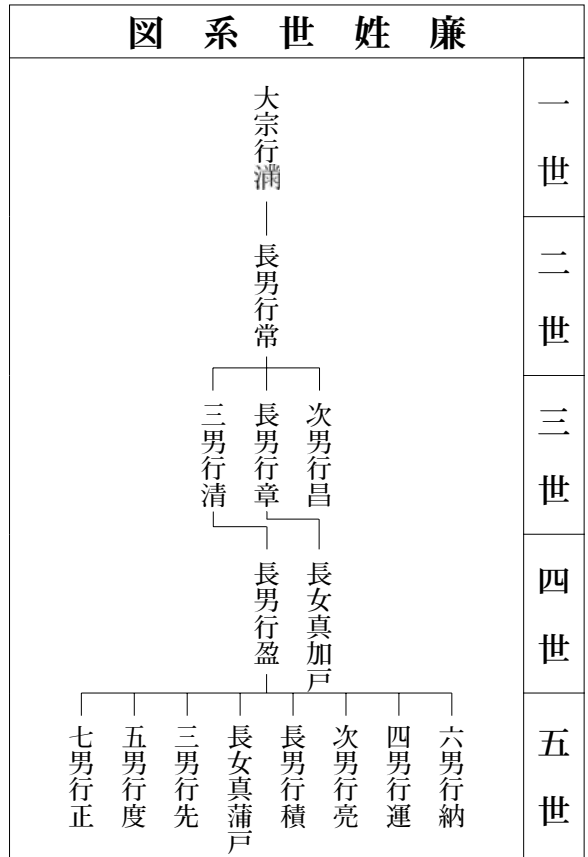 廉姓世系図
一世
大宗行
二世
長男行常
三世
次男行昌
長男行章
三男行清
四世
長女真加戸
長男行盈
五世
六男行納
四男行運
次男行亮
長男行積
長女真蒲戸
三男行先
五男行度
七男行正